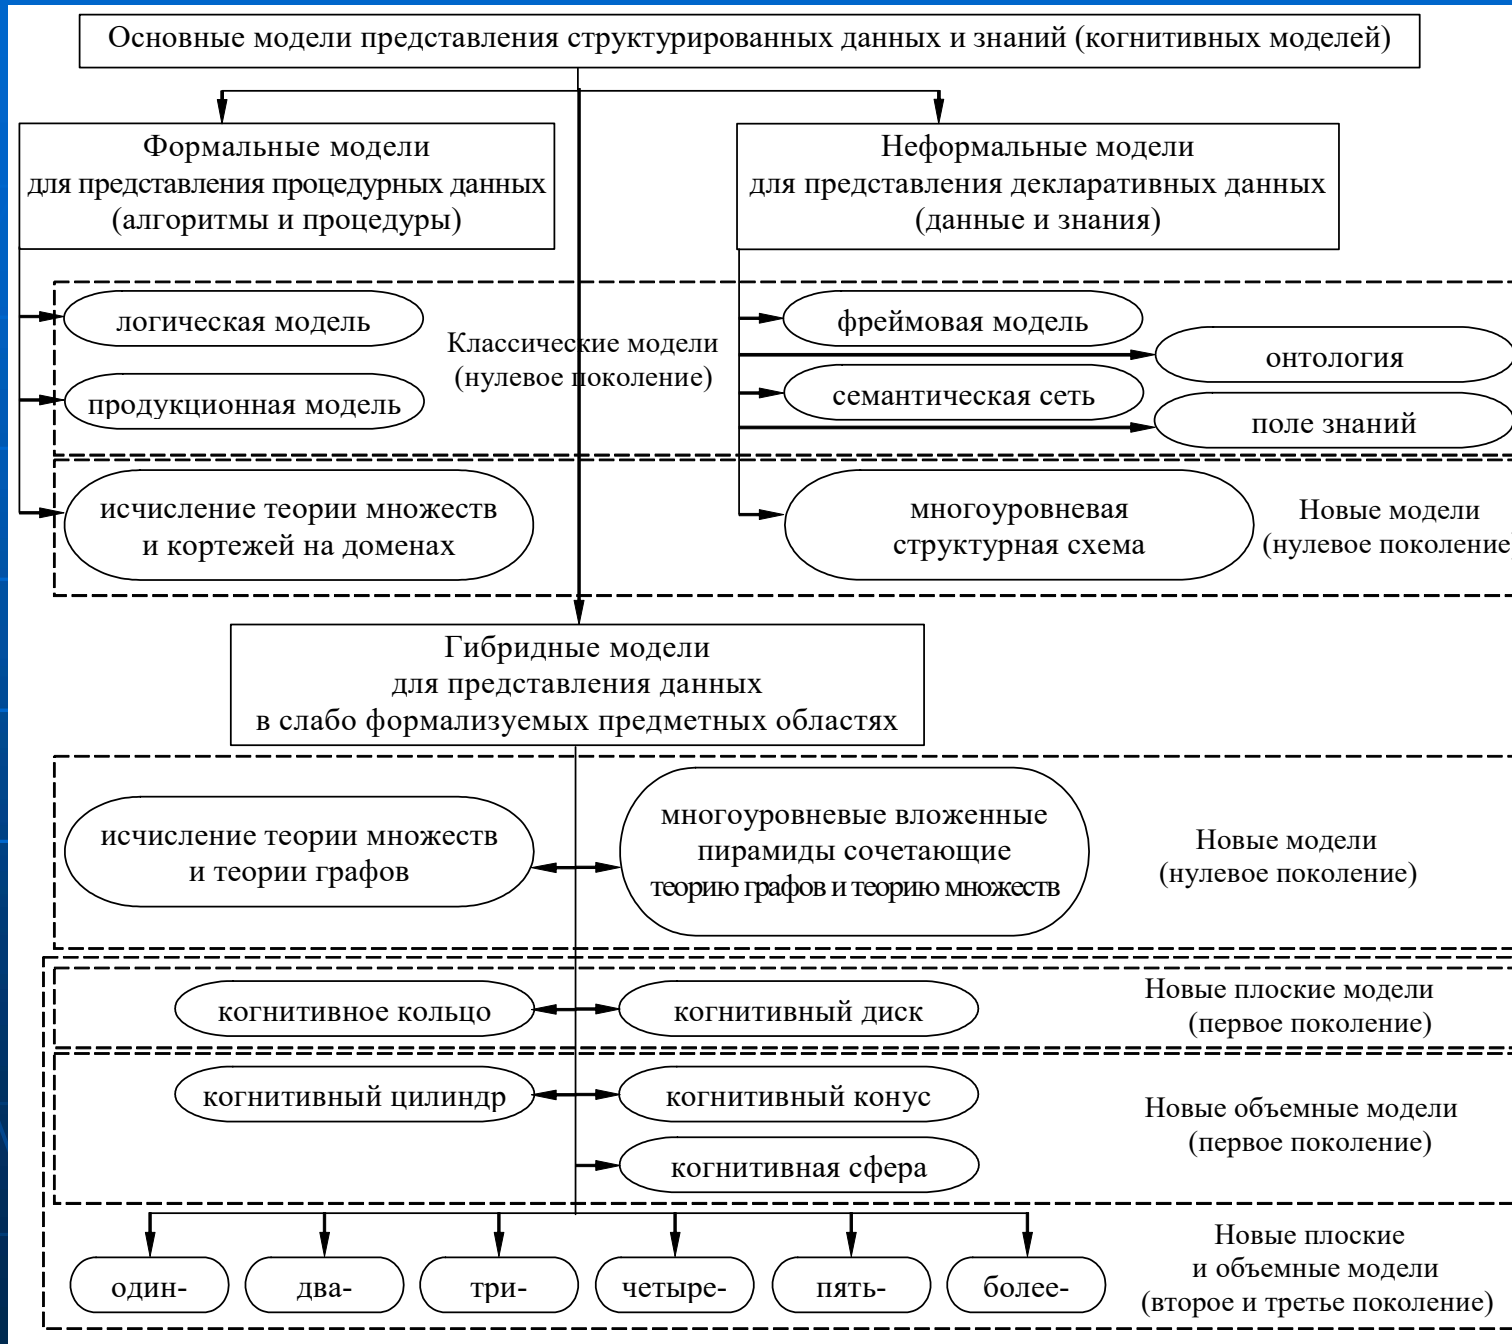 Основные модели представления структурированных данных и знаний (когнитивных моделей)
Формальные модели
для представления процедурных данных
(алгоритмы и процедуры)
Неформальные модели
для представления декларативных данных
(данные и знания)
логическая модель
продукционная модель
Классические модели
(нулевое поколение)
фреймовая модель
онтология
семантическая сеть
поле знаний
исчисление теории множеств
и кортежей на доменах
многоуровневая
структурная схема
Новые модели
(нулевое поколение)
Гибридные модели
для представления данных
в слабо формализуемых предметных областях
исчисление теории множеств
и теории графов
многоуровневые вложенные
пирамиды сочетающие
теорию графов и теорию множеств
Новые модели
(нулевое поколение)
когнитивное кольцо
когнитивный диск
Новые плоские модели
(первое поколение)
когнитивный цилиндр
когнитивный конус
когнитивная сфера
Новые объемные модели
(первое поколение)
один-
два-
три-
четыре-
пять-
более-
Новые плоские
и объемные модели
(второе и третье поколение)